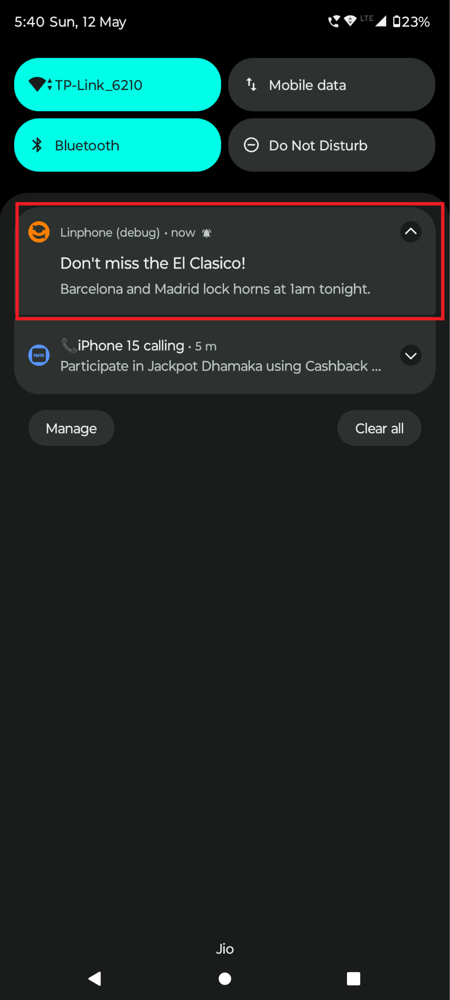 5:40 Sun, 12 May LTE 23%
TP-Link_6210 Mobile data
Bluetooth Do Not Disturb
Linphone (debug) • now
Don't miss the El Clasico!
Barcelona and Madrid lock horns at 1am tonight.
📞iPhone 15 calling • 5 m
paytm
Participate in Jackpot Dhamaka using Cashback ...
Manage Clear all
Jio